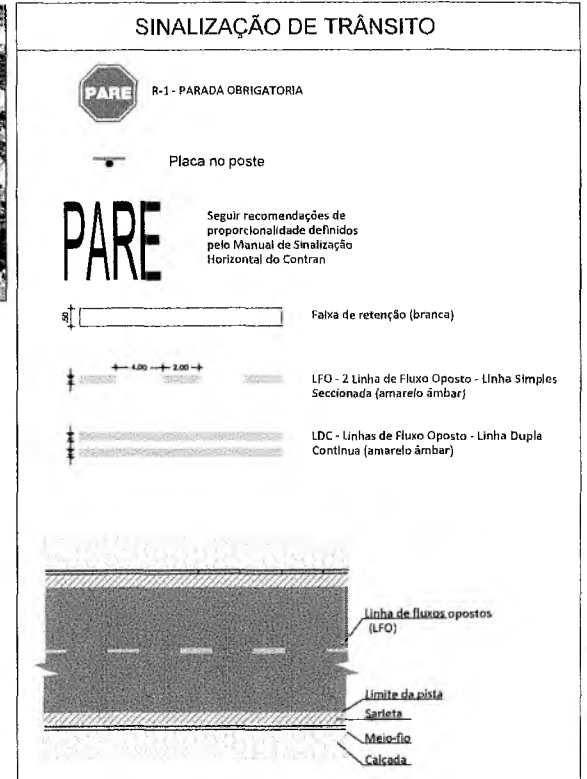 SINALIZAÇÃO DE TRÂNSITO
PARE
R-1 - PARADA OBRIGATORIA
Placa no poste
PARE
Seguir recomendações de
proporcionalidade definidos
pelo Manual de Sinalização
Horizontal do Contran
.50
Faixa de retenção (branca)
4.00
2.00
LFO - 2 Linha de Fluxo Oposto - Linha Simples
Seccionada (amarelo âmbar)
LDC - Linhas de Fluxo Oposto - Linha Dupla
Continua (amarelo âmbar)
Linha de fluxos opostos
(LFO)
Limite da pista
Sarleta
Meio-fio
Calçada